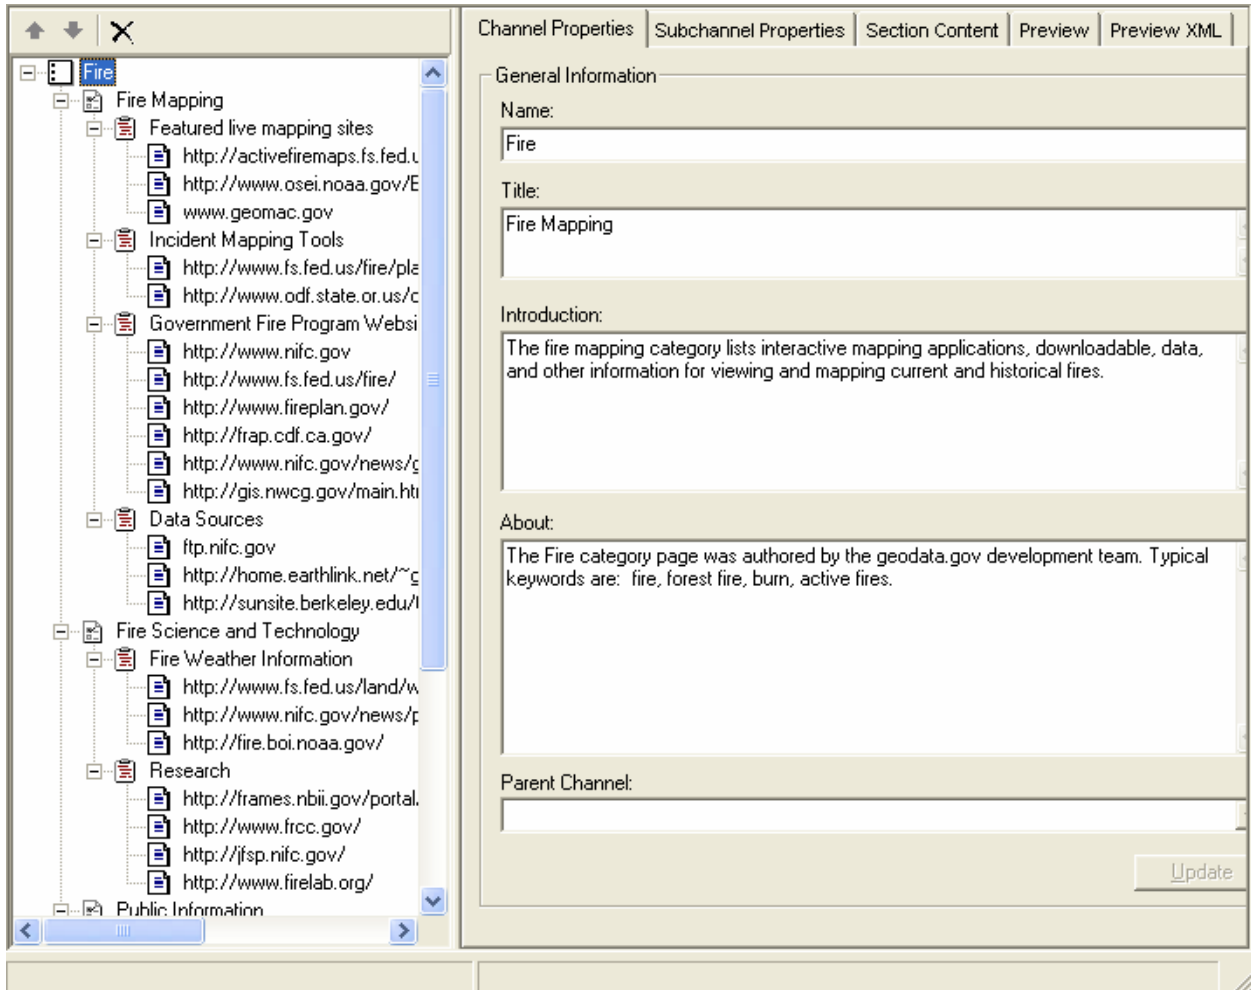 Fire
Fire Mapping
Featured live mapping sites
http://activefiremaps.fs.fed.u
http://www.osei.noaa.gov/E
www.geomac.gov
Incident Mapping Tools
http://www.fs.fed.us/fire/pla
http://www.odf.state.or.us/c
Government Fire Program Websi
http://www.nifc.gov
http://www.fs.fed.us/fire/
http://www.fireplan.gov/
http://frap.cdf.ca.gov/
http://www.nifc.gov/news/g
http://gis.nwcg.gov/main.htr
Data Sources
ftp.nifc.gov
http://home.earthlink.net/~g
http://sunsite.berkeley.edu/
Fire Science and Technology
Fire Weather Information
http://www.fs.fed.us/land/w
http://www.nifc.gov/news/p
http://fire.boi.noaa.gov/
Research
http://frames.nbii.gov/portal.
http://www.frcc.gov/
http://jfsp.nifc.gov/
http://www.firelab.org/
Public Information
Channel Properties Subchannel Properties Section Content Preview Preview XML
General Information
Name:
Fire
Title:
Fire Mapping
Introduction:
The fire mapping category lists interactive mapping applications, downloadable, data,
and other information for viewing and mapping current and historical fires.
About:
The Fire category page was authored by the geodata.gov development team. Typical
keywords are: fire, forest fire, burn, active fires.
Parent Channel:
Update